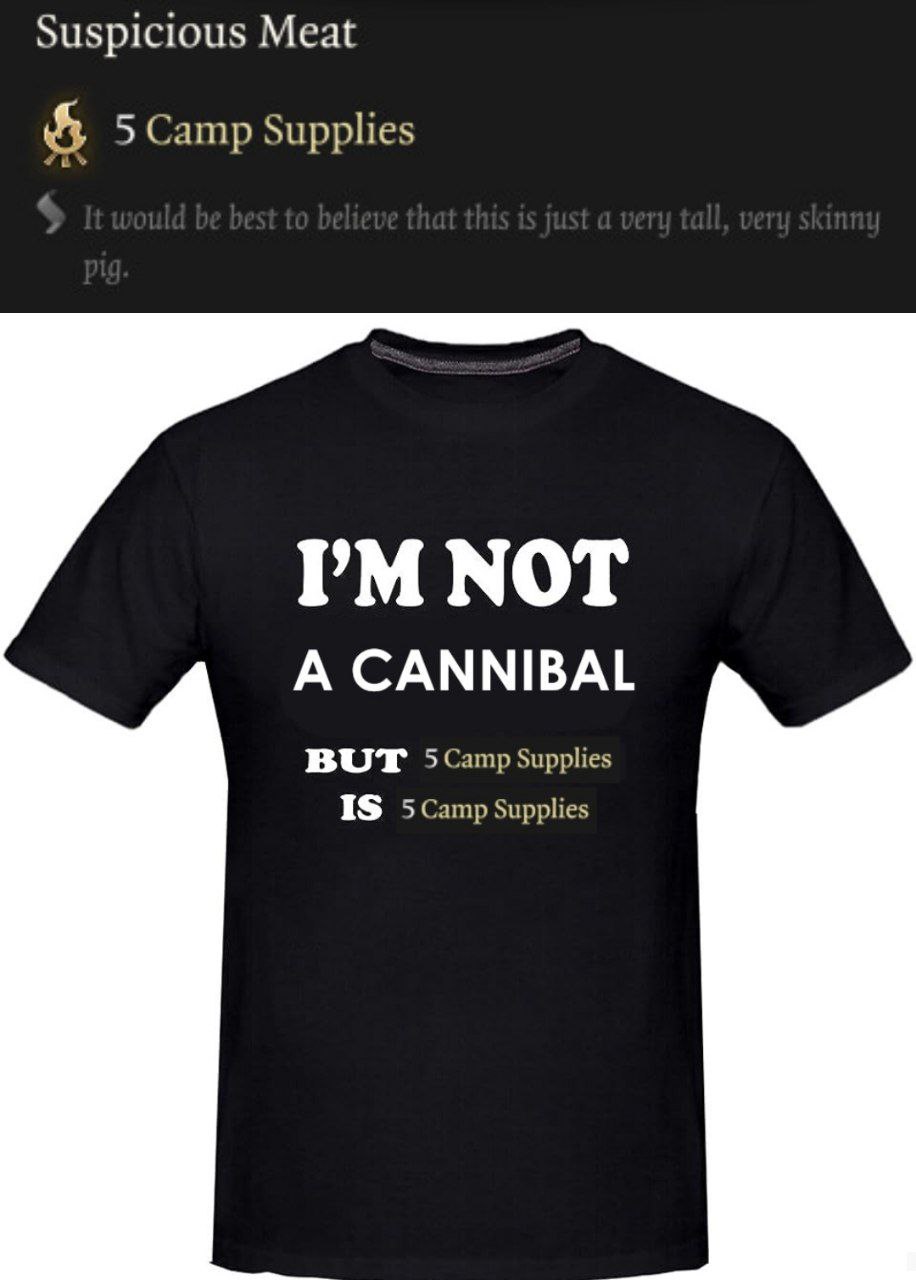 Suspicious Meat
5 Camp Supplies
It would be best to believe that this is just a very tall, very skinny
pig.
I'M NOT
A CANNIBAL
BUT 5 Camp Supplies
IS 5 Camp Supplies